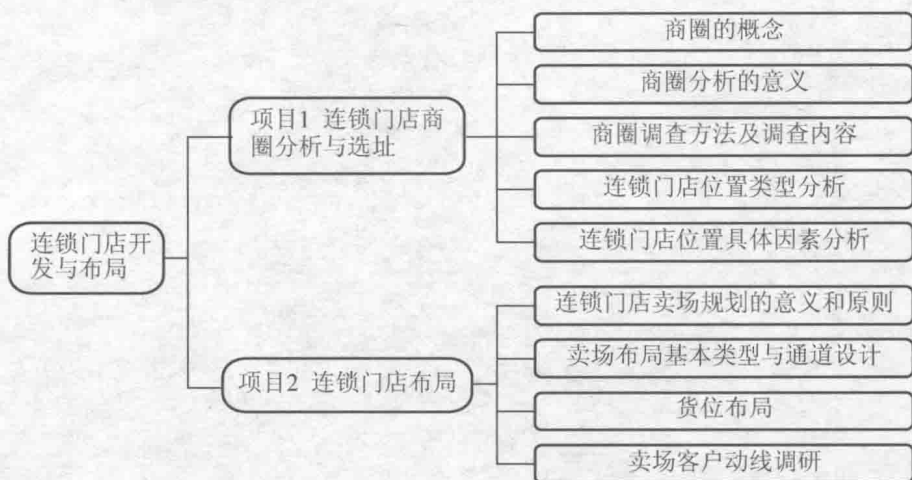 连锁门店开
发与布局
项目1 连锁门店商
圈分析与选址
商圈的概念
商圈分析的意义
商圈调查方法及调查内容
连锁门店位置类型分析
连锁门店位置具体因素分析
项目2 连锁门店布局
连锁门店卖场规划的意义和原则
卖场布局基本类型与通道设计
货位布局
卖场客户动线调研